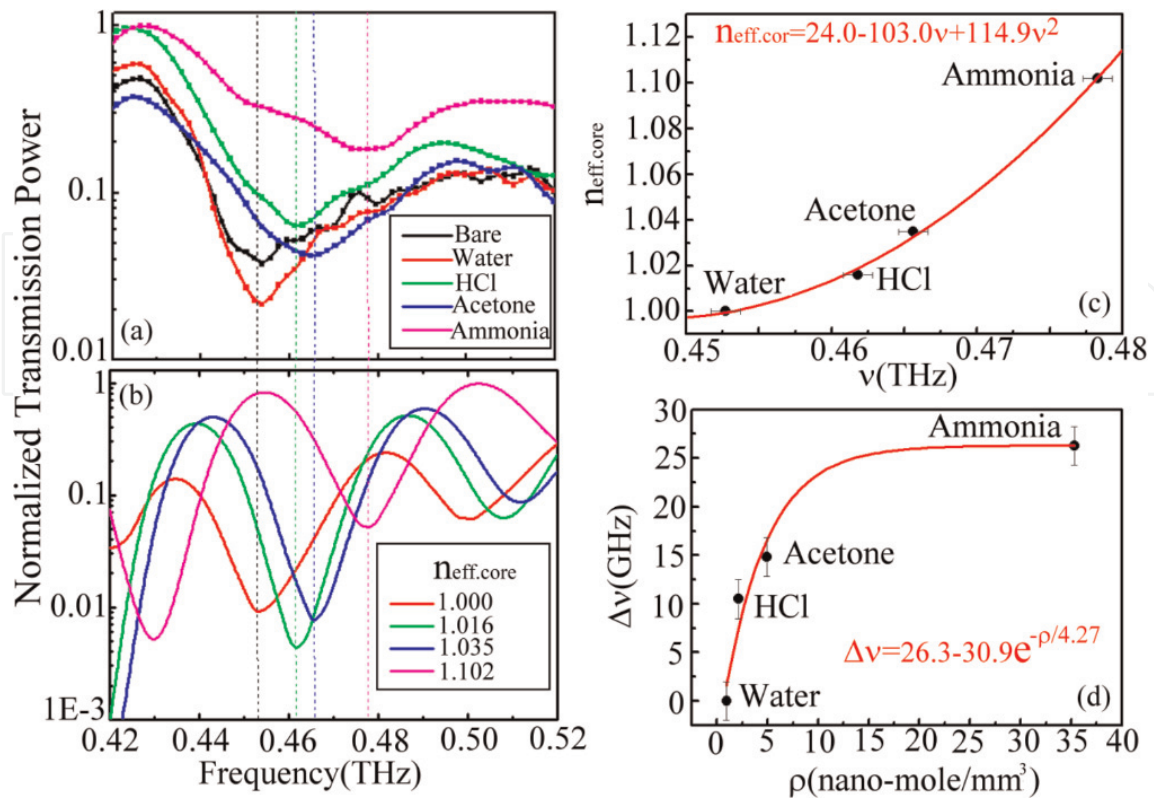 Normalized Transmission Power
1
0.1
0.01
(a)
Bare
Water
HCl
Acetone
Ammonia
1
0.1
0.01
1E-3
(b)
neff.core
1.000
1.016
1.035
1.102
0.42 0.44 0.46 0.48 0.50 0.52
Frequency(THz)
neff.core
1.12
1.10
1.08
1.06
1.04
1.02
1.00
neff.cor=24.0-103.0ν+114.9ν²
Ammonia
Acetone
HCl
Water
(c)
0.45 0.46 0.47 0.48
ν(THz)
Δν(GHz)
30
25
20
15
10
5
0
Ammonia
Acetone
HCl
Water
Δν=26.3-30.9e-ρ/4.27
(d)
0 5 10 15 20 25 30 35 40
ρ(nano-mole/mm³)